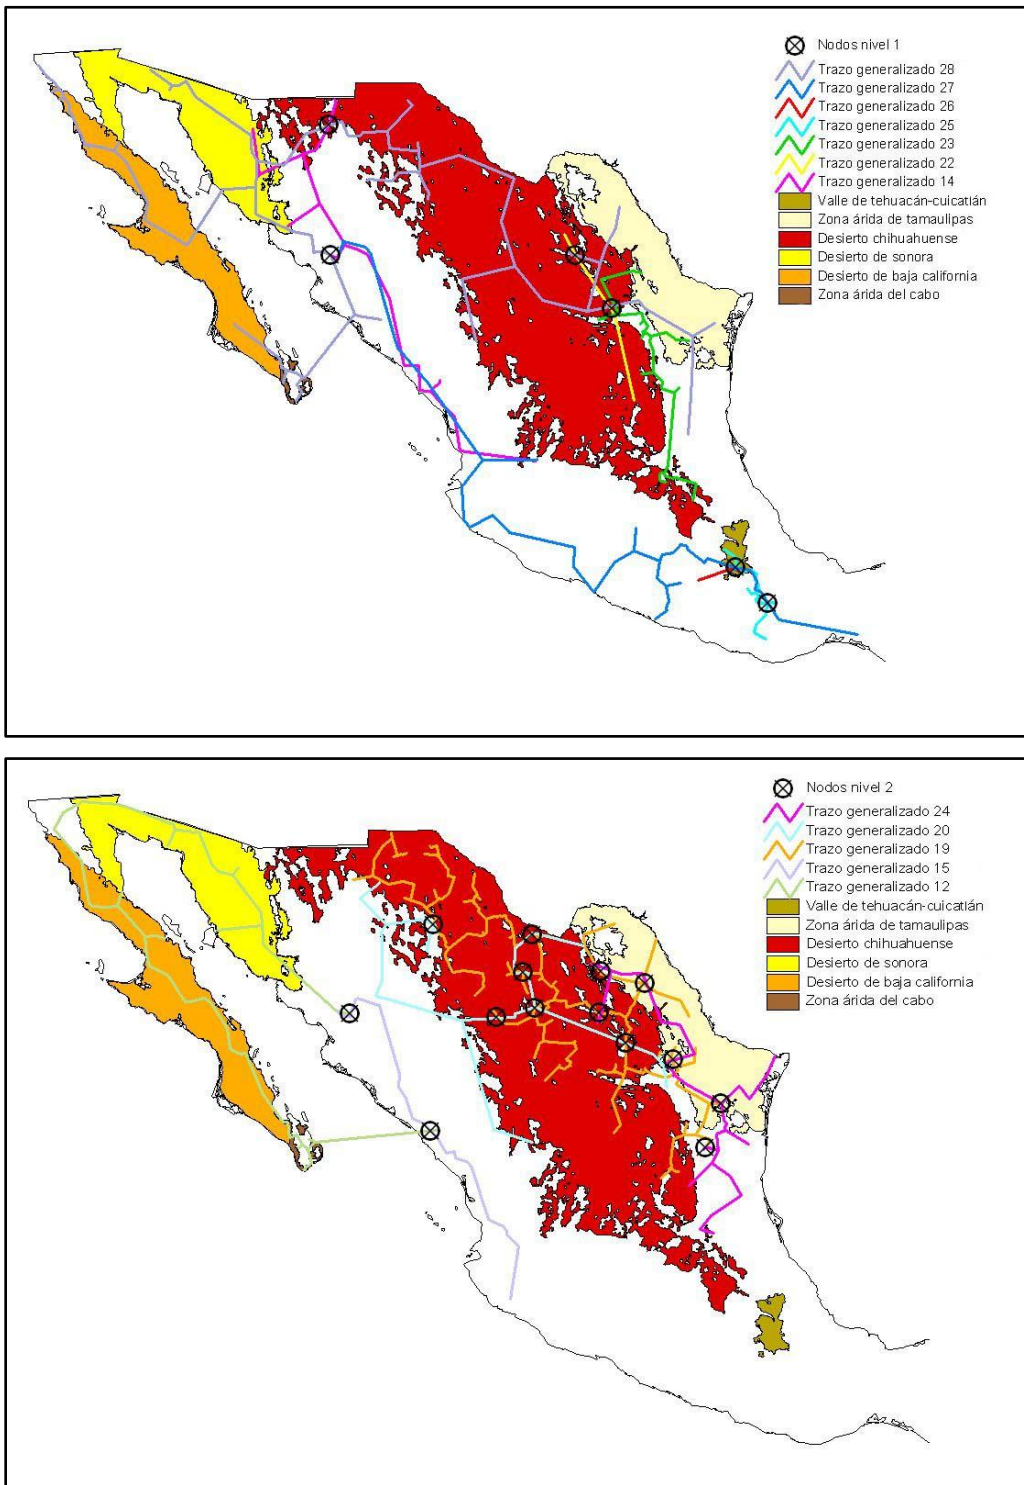 Nodos nivel 1
Trazo generalizado 28
Trazo generalizado 27
Trazo generalizado 26
Trazo generalizado 25
Trazo generalizado 23
Trazo generalizado 22
Trazo generalizado 14
Valle de tehuacán-cuicatlán
Zona árida de tamaulipas
Desierto chihuahuense
Desierto de sonora
Desierto de baja california
Zona árida del cabo
Nodos nivel 2
Trazo generalizado 24
Trazo generalizado 20
Trazo generalizado 19
Trazo generalizado 15
Trazo generalizado 12
Valle de tehuacán-cuicatlán
Zona árida de tamaulipas
Desierto chihuahuense
Desierto de sonora
Desierto de baja california
Zona árida del cabo